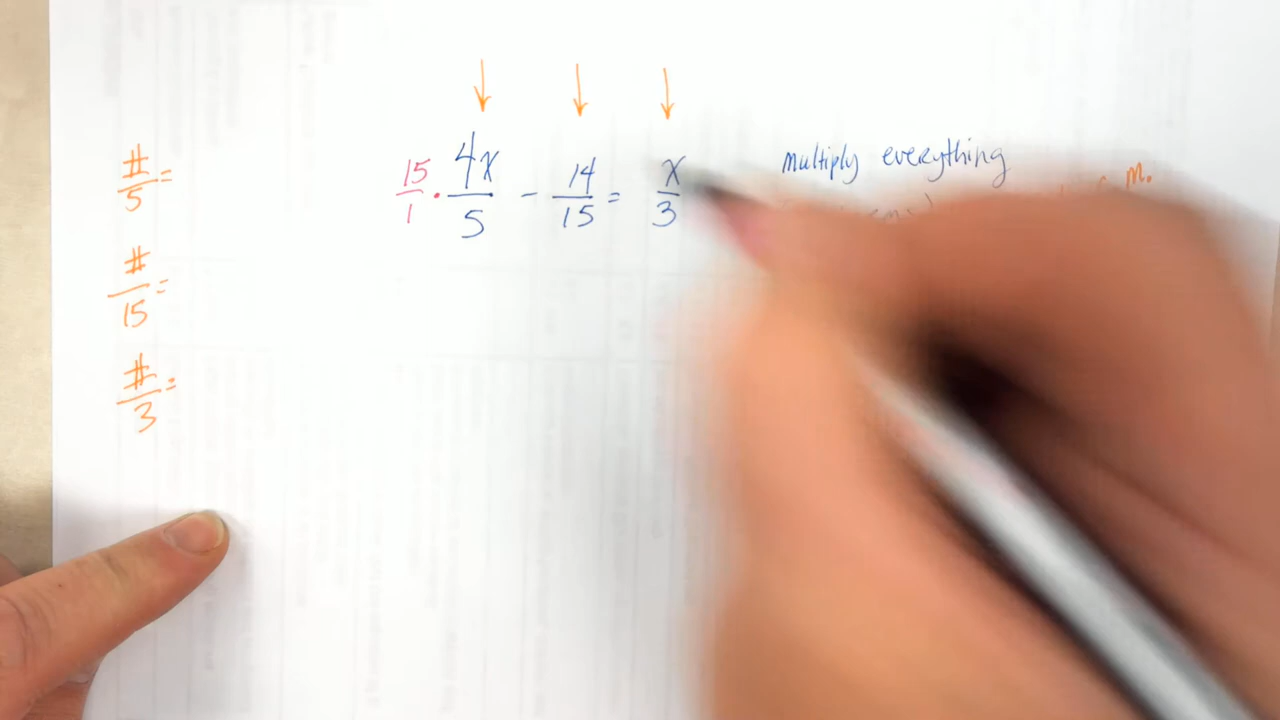 #/5 =
#/15 =
#/3 =
15/1 · 4x/5 - 14/15 = x/3
multiply everything
m.